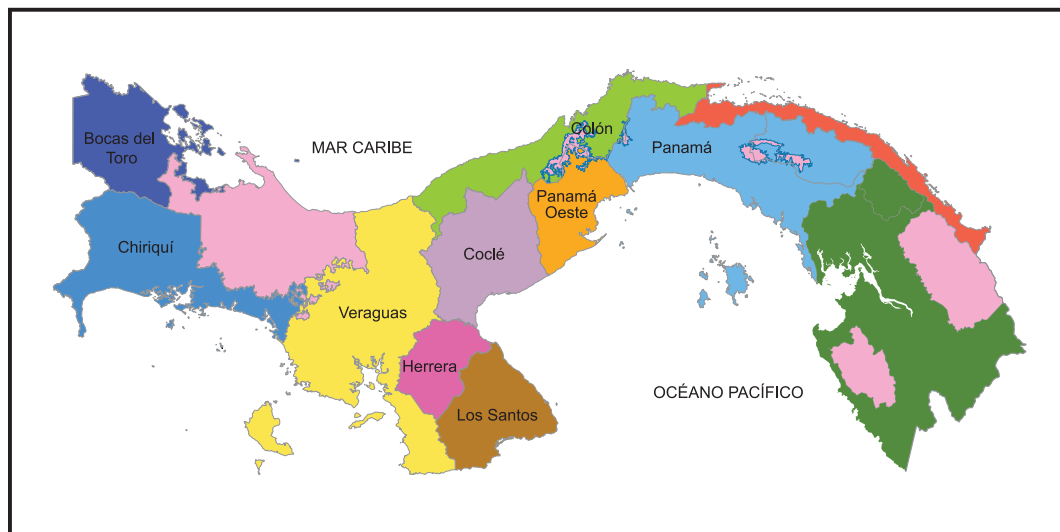 Bocas del
Toro
MAR CARIBE
Colón
Panamá
Panamá
Oeste
Chiriquí
Coclé
Veraguas
Herrera
Los Santos
OCÉANO PACÍFICO